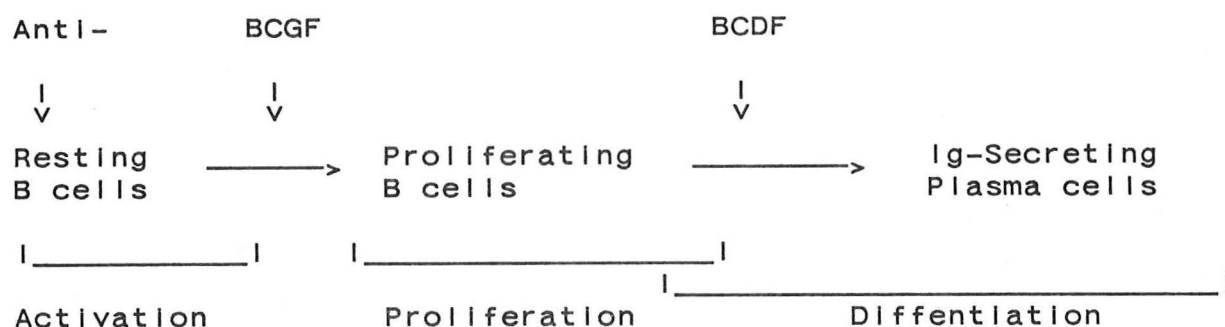 Anti- BCGF BCDF
Resting Proliferating Ig-Secreting
B cells B cells Plasma cells
Activation Proliferation Diffentiation